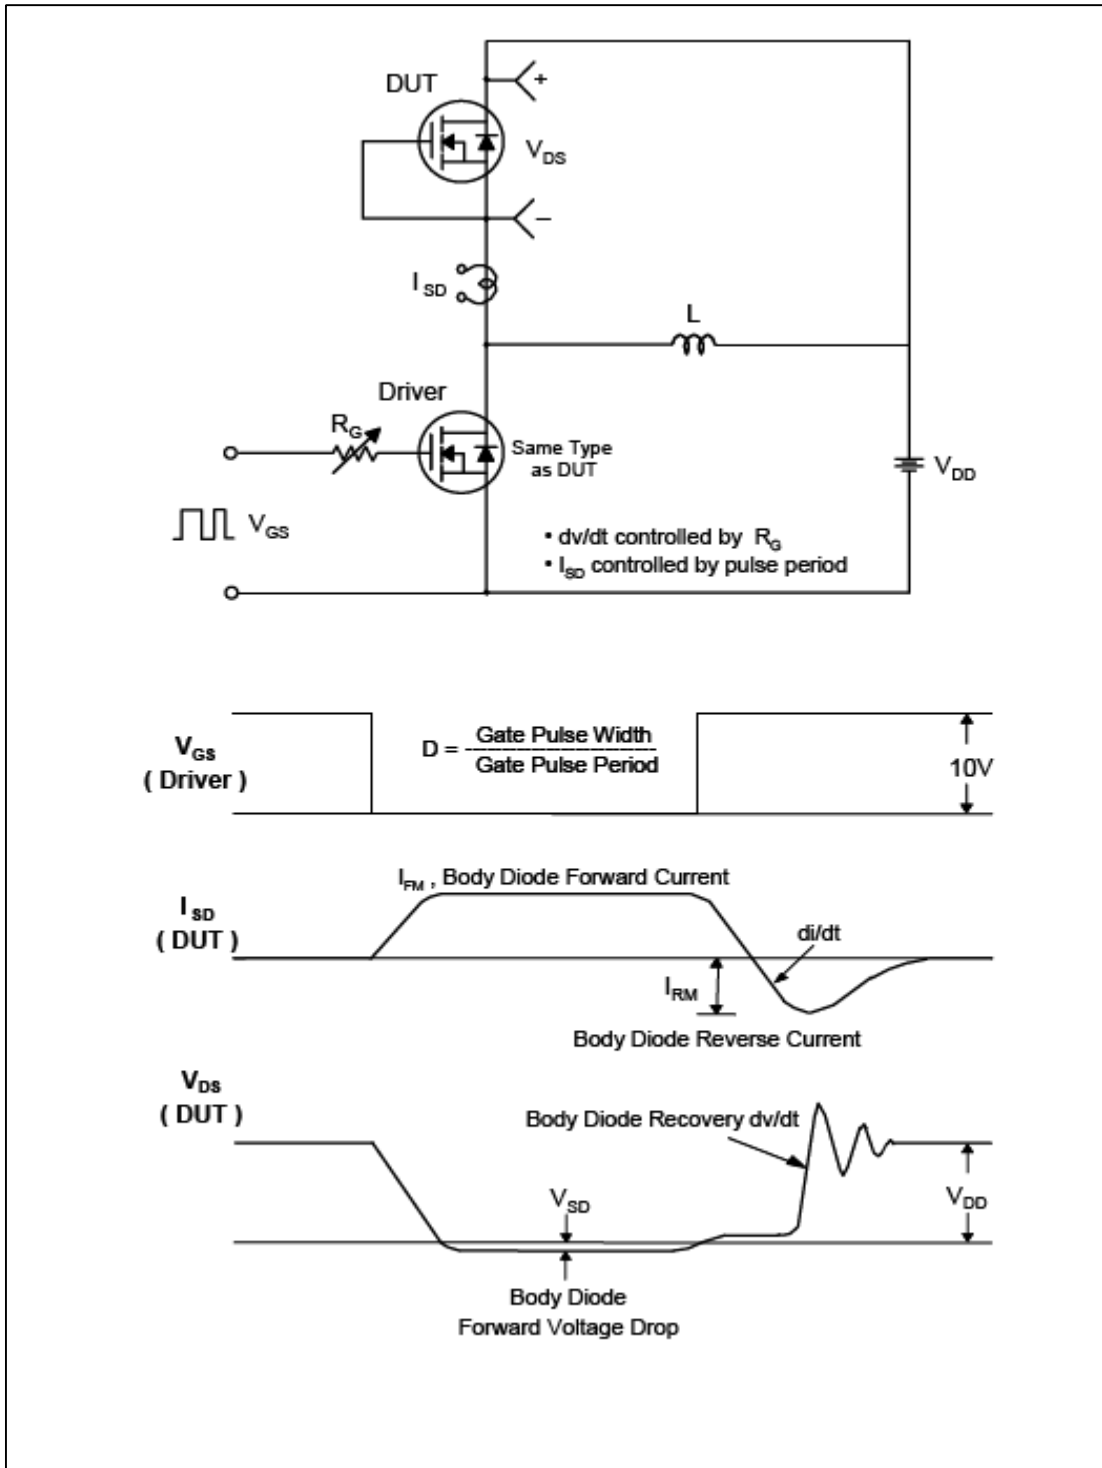 DUT
+
V_DS
–
I_SD
L
Driver
R_G
Same Type
as DUT
V_DD
V_GS
• dv/dt controlled by R_G
• I_SD controlled by pulse period
V_GS
( Driver )
D = Gate Pulse Width
Gate Pulse Period
10V
I_FM , Body Diode Forward Current
I_SD
( DUT )
di/dt
I_RM
Body Diode Reverse Current
V_DS
( DUT )
Body Diode Recovery dv/dt
V_SD
V_DD
Body Diode
Forward Voltage Drop